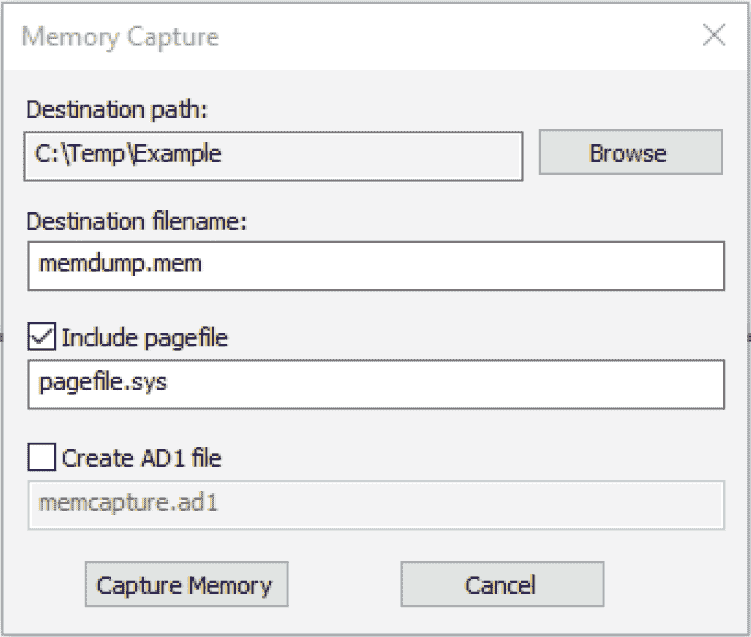 Memory Capture
Destination path:
C:\Temp\Example
Browse
Destination filename:
memdump.mem
Include pagefile
pagefile.sys
Create AD1 file
memcapture.ad1
Capture Memory
Cancel